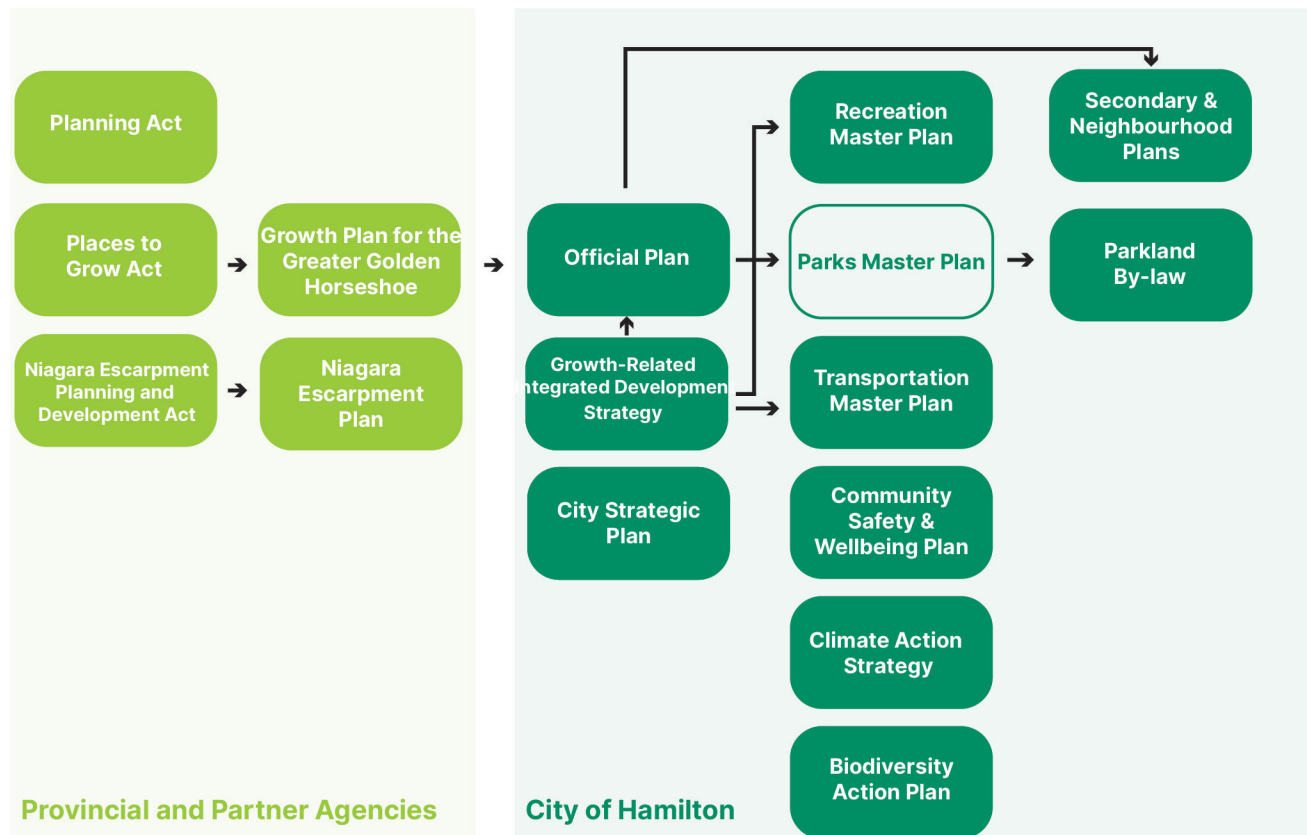 Planning Act
Places to
Grow Act
Growth Plan for the
Greater Golden
Horseshoe
Niagara Escarpment
Planning and
Development Act
Niagara
Escarpment
Plan
Provincial and Partner Agencies
Official Plan
Growth-Related
Integrated Development
Strategy
City Strategic
Plan
Recreation
Master Plan
Parks Master Plan
Transportation
Master Plan
Community
Safety &
Wellbeing Plan
Climate Action
Strategy
Biodiversity
Action Plan
Secondary &
Neighbourhood
Plans
Parkland
By-law
City of Hamilton